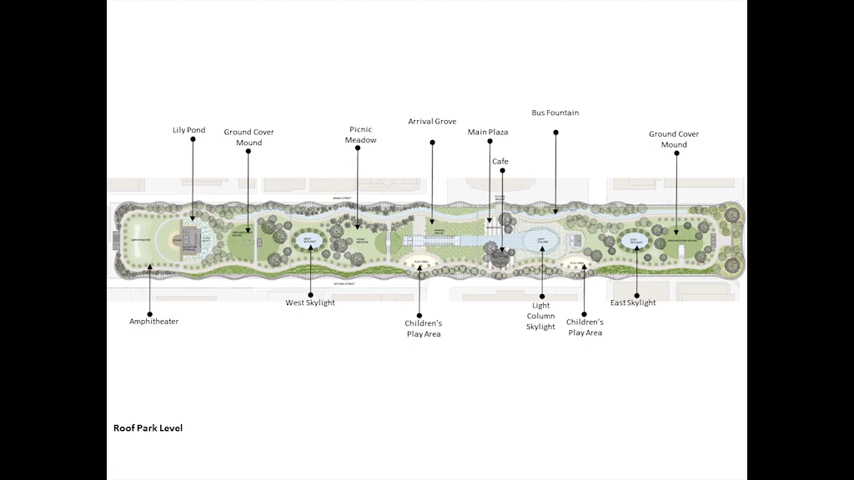 Bus Fountain
Arrival Grove
Lily Pond
Ground Cover
Mound
Picnic
Meadow
Main Plaza
Ground Cover
Mound
Cafe
Amphitheater
West Skylight
Children's
Play Area
Light
Column
Skylight
Children's
Play Area
East Skylight
Roof Park Level